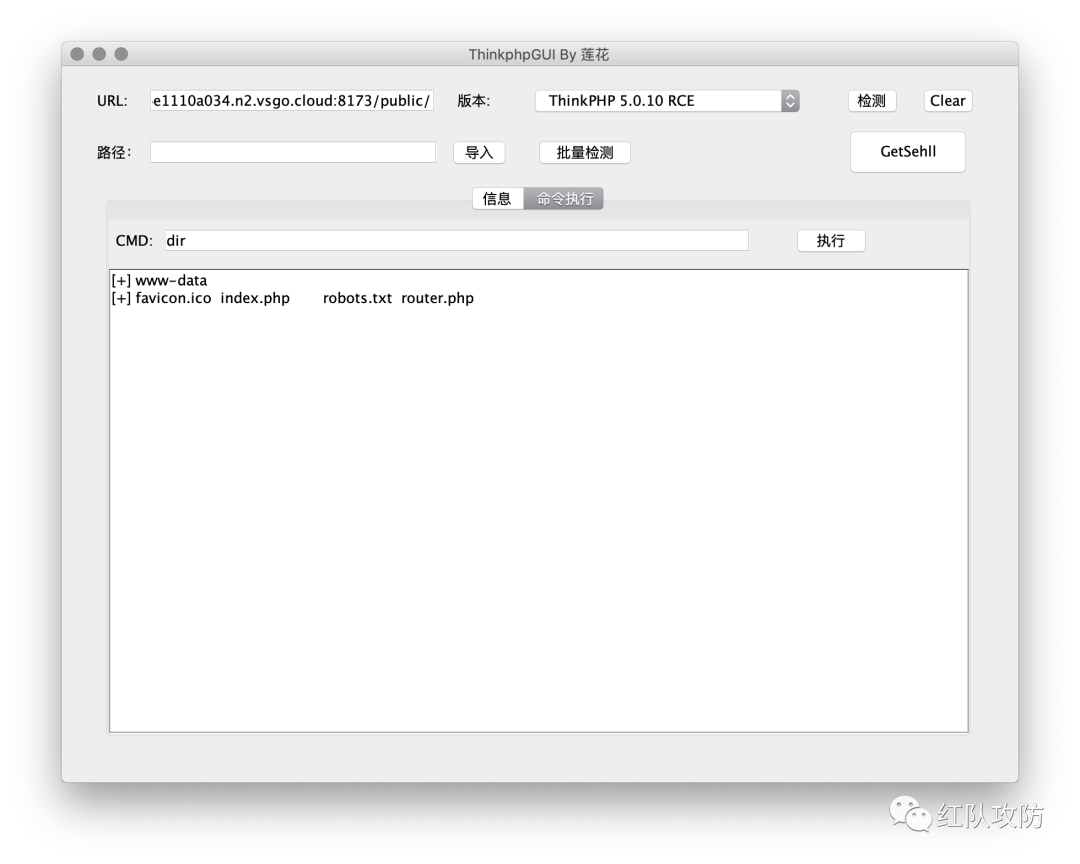 ThinkphpGUI By 莲花
URL: e1110a034.n2.vsgo.cloud:8173/public/ 版本: ThinkPHP 5.0.10 RCE 检测 Clear
路径: 导入 批量检测 GetSehll
信息 命令执行
CMD: dir 执行
[+] www-data
[+] favicon.ico index.php robots.txt router.php
红队攻防